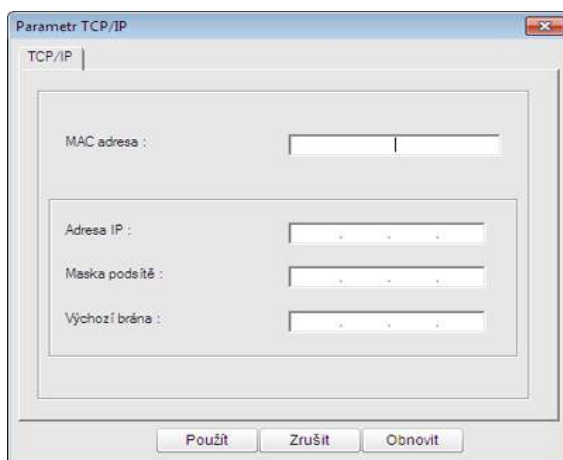 Parametr TCP/IP
TCP/IP
MAC adresa :
Adresa IP :
Maska podsítě :
Výchozí brána :
Použít Zrušit Obnovit